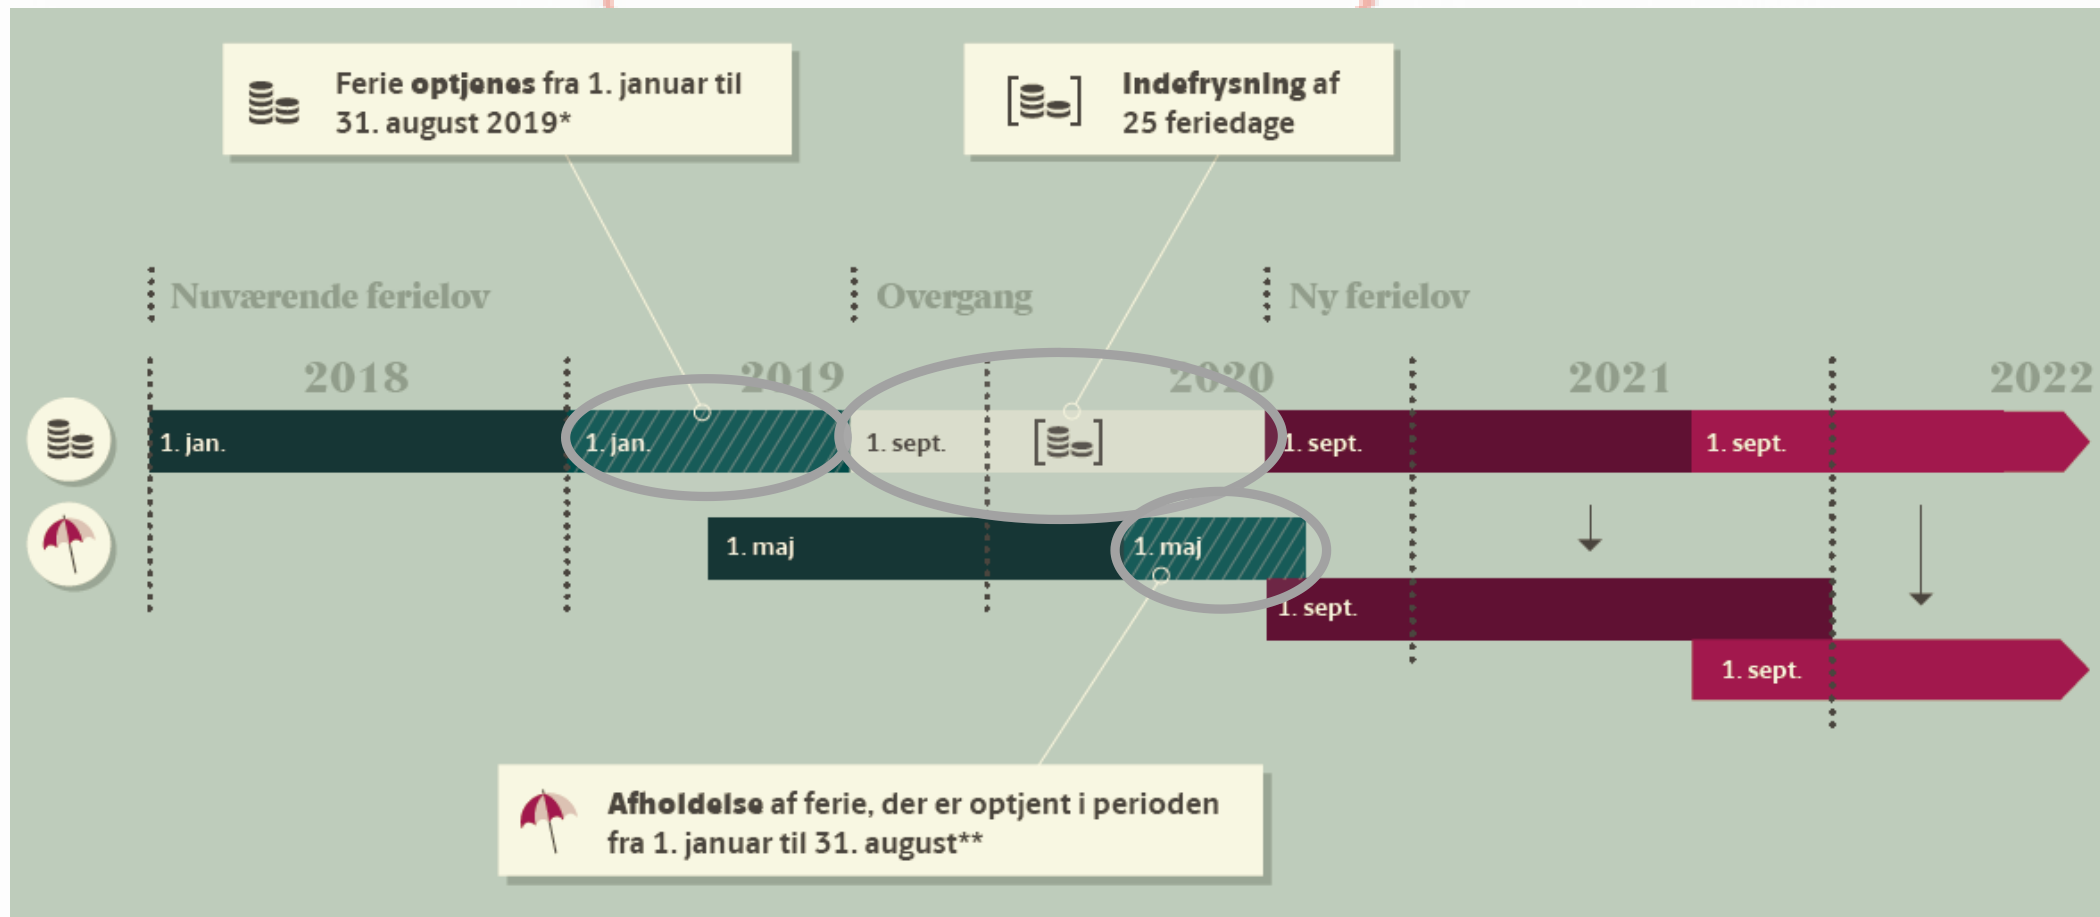 Ferie optjenes fra 1. januar til
31. august 2019*
Indefrysning af
25 feriedage
Nuværende ferielov
Overgang
Ny ferielov
2018
2019
2020
2021
2022
1. jan.
1. jan.
1. sept.
1. sept.
1. sept.
1. maj
1. maj
1. sept.
1. sept.
Afholdelse af ferie, der er optjent i perioden
fra 1. januar til 31. august**